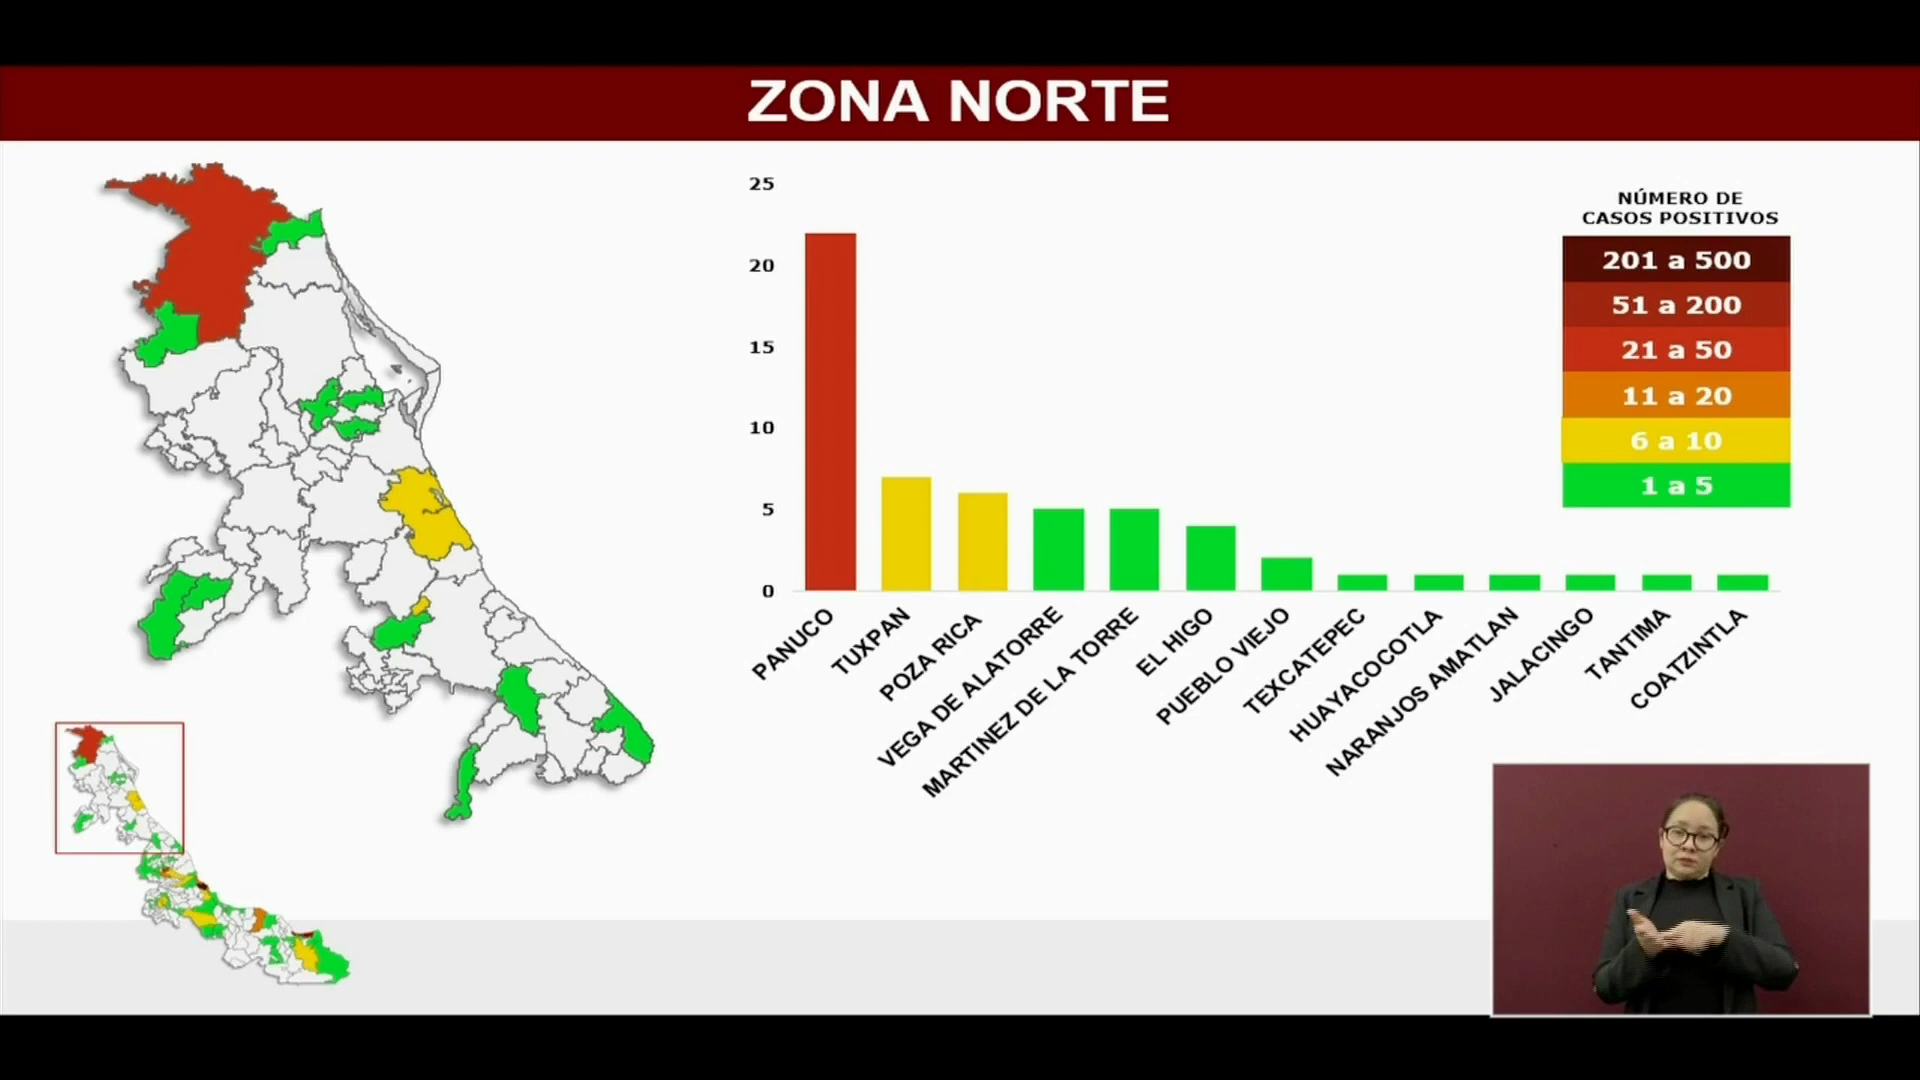 ZONA NORTE
25
20
15
10
5
0
PANUCO
TUXPAN
POZA RICA
VEGA DE ALATORRE
MARTINEZ DE LA TORRE
EL HIGO
PUEBLO VIEJO
TEXCATEPEC
HUAYACOCOTLA
NARANJOS AMATLAN
JALACINGO
TANTIMA
COATZINTLA
NÚMERO DE
CASOS POSITIVOS
201 a 500
51 a 200
21 a 50
11 a 20
6 a 10
1 a 5